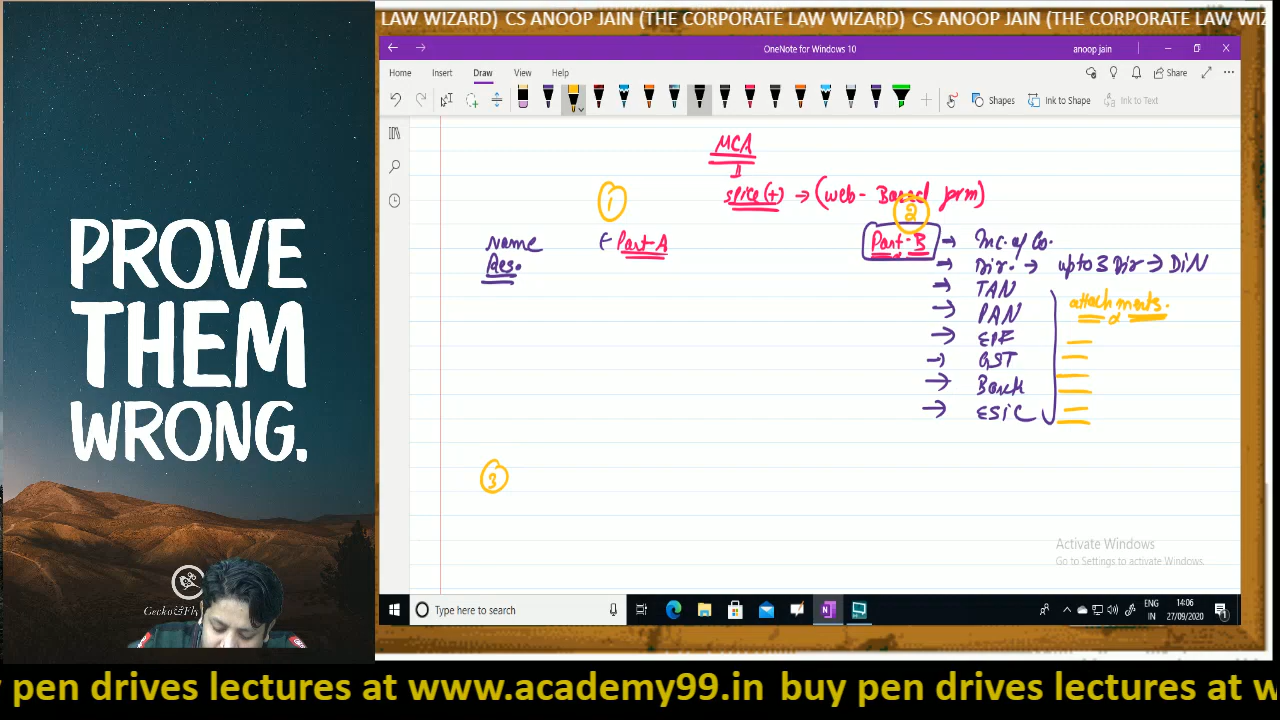 LAW WIZARD) CS ANOOP JAIN (THE CORPORATE LAW WIZARD) CS ANOOP JAIN (THE CORPORATE LAW WIZ
OneNote for Windows 10
anoop jain
Home Insert Draw View Help
Share
Shapes Ink to Shape Ink to Text
MCA
spice(+) → (web-Based form)
1
2
Name
Res.
Part-A
Part-B → Inc. of Co.
→ Dir. → upto 3 Dir → DIN
→ TAN
→ PAN
→ EPF
→ GST
→ Bank
→ ESIC
attachments.
3
PROVE
THEM
WRONG.
Gecko&Fly
Activate Windows
Go to Settings to activate Windows.
Type here to search
ENG
IN
14:06
27/09/2020
y pen drives lectures at www.academy99.in buy pen drives lectures at w